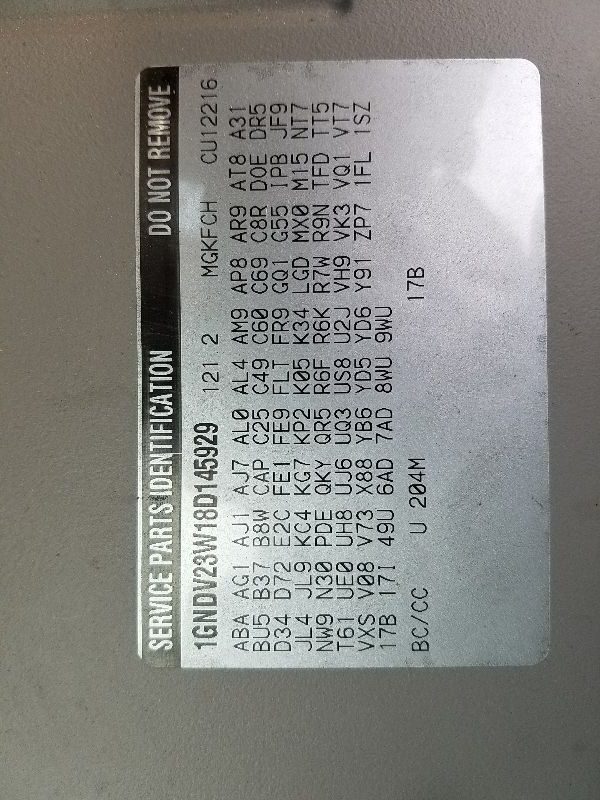 SERVICE PARTS IDENTIFICATION DO NOT REMOVE
1GNDV23W18D145929 121 2 MGKFCH CU12216
ABA AG1 AJ1 AJ7 AL0 AL4 AM9 AP8 AR9 AT8 A31
BU5 B37 B8W CAP C25 C49 C60 C69 C8R DOE DR5
D34 D72 E2C FE1 FE9 FLT FR9 GQ1 G55 IPB JF9
JL4 JL9 KC4 KG7 KP2 K05 K34 LGD MX0 M15 NT7
NW9 N30 PDE QKY QR5 R6F R6K R7W R9N TFD TT5
T61 UE0 UH8 UJ6 UQ3 US8 U2J VH9 VK3 VQ1 VT7
VXS V08 V73 X88 YB6 YD5 YD6 Y91 ZP7 1FL 1SZ
17B 17I 49U 6AD 7AD 8WU 9WU
BC/CC U 204M 17B